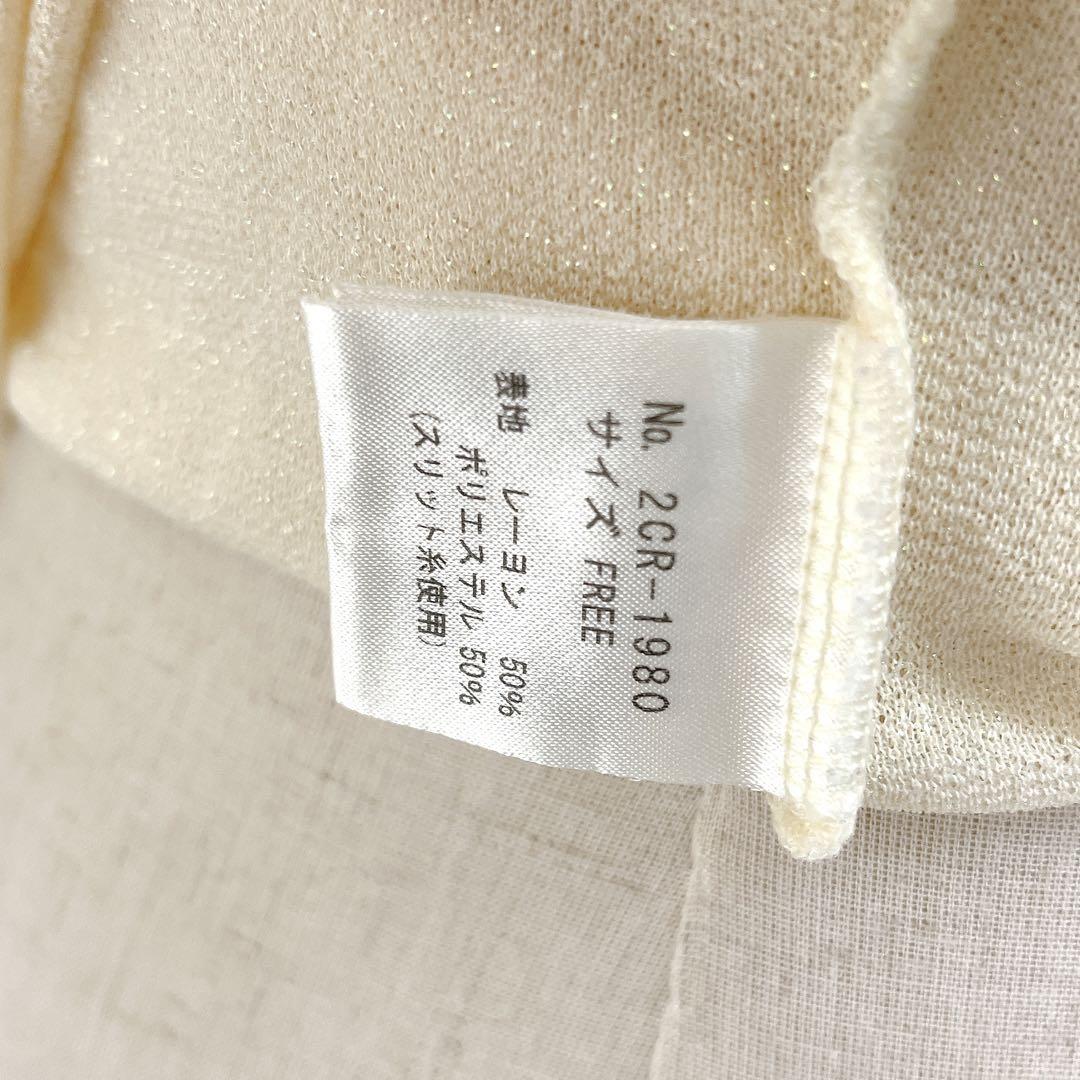 No. 2CR-1980
サイズ FREE
表地 レーヨン 50%
ポリエステル 50%
(スリット糸使用)